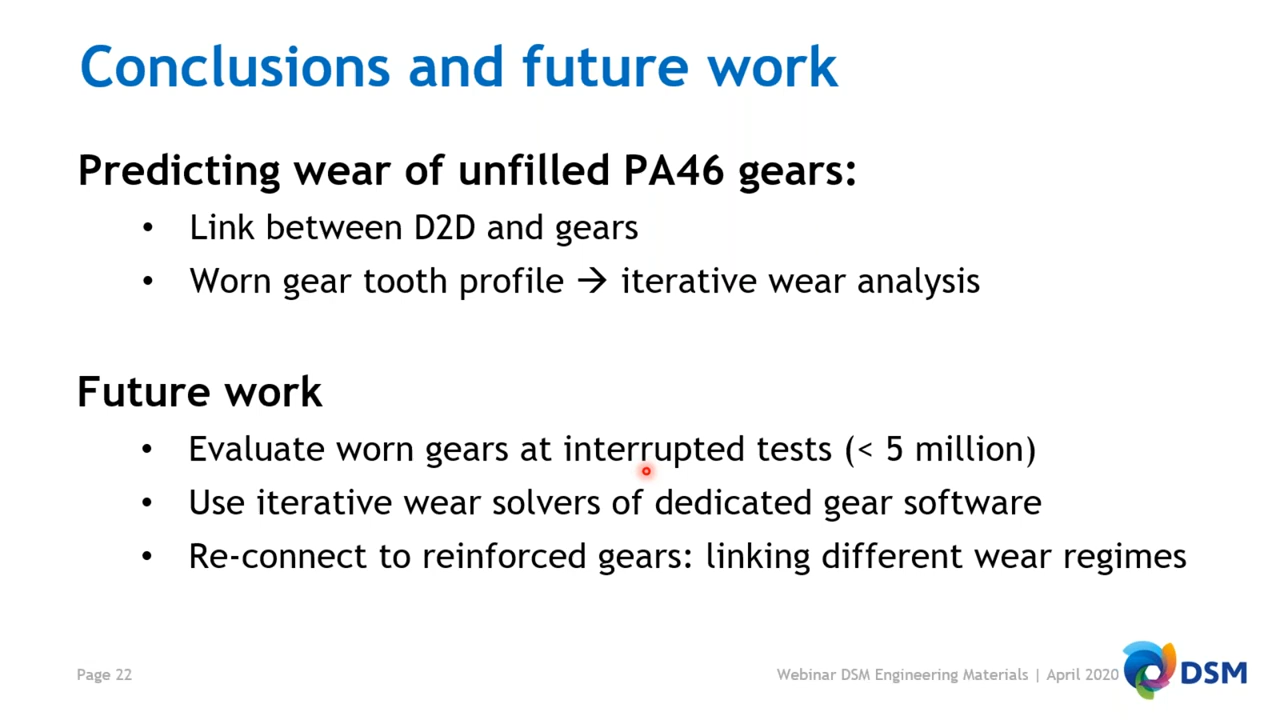 Conclusions and future work
Predicting wear of unfilled PA46 gears:
• Link between D2D and gears
• Worn gear tooth profile → iterative wear analysis
Future work
• Evaluate worn gears at interrupted tests (< 5 million)
• Use iterative wear solvers of dedicated gear software
• Re-connect to reinforced gears: linking different wear regimes
Page 22
Webinar DSM Engineering Materials | April 2020
DSM